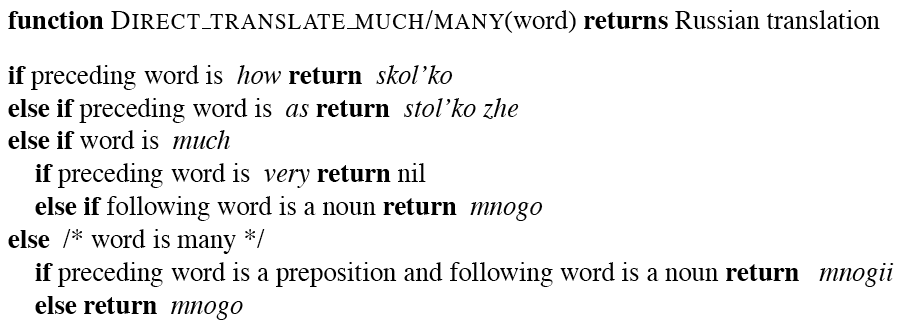 function DIRECT_TRANSLATE_MUCH/MANY(word) returns Russian translation
if preceding word is how return skol'ko
else if preceding word is as return stol'ko zhe
else if word is much
if preceding word is very return nil
else if following word is a noun return mnogo
else /* word is many */
if preceding word is a preposition and following word is a noun return mnogii
else return mnogo